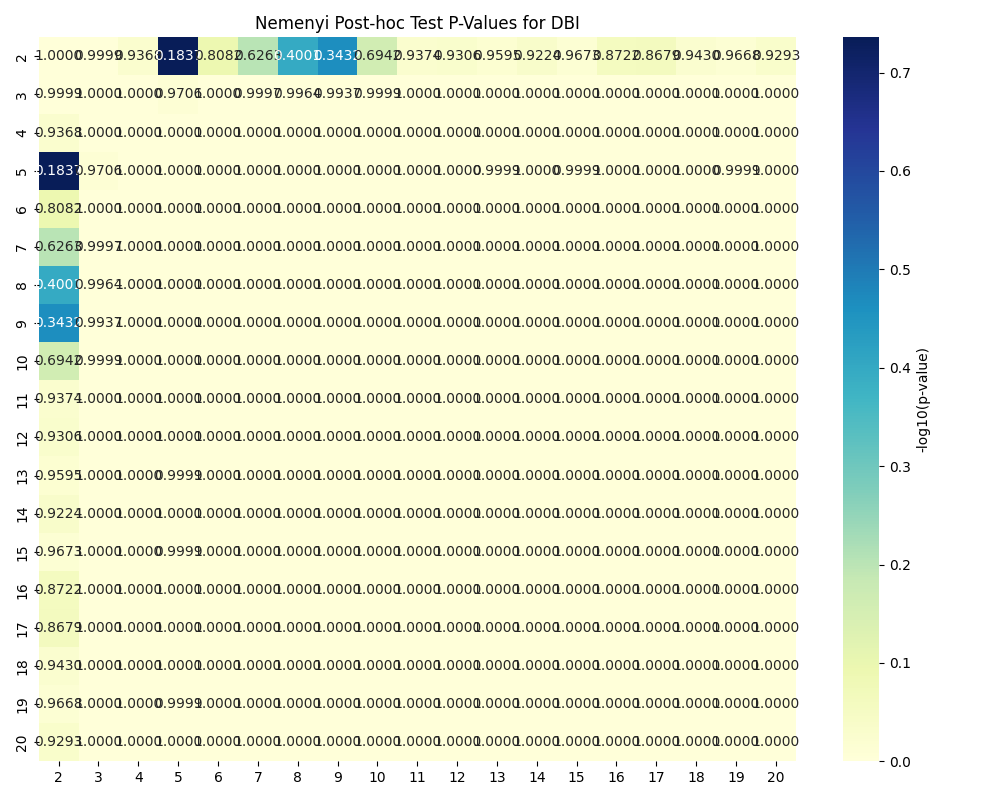 Nemenyi Post-hoc Test P-Values for DBI
2 1.0000 0.9999 0.9368 0.1837 0.8082 0.6263 0.4001 0.3432 0.6942 0.9374 0.9306 0.9595 0.9224 0.9673 0.8722 0.8679 0.9430 0.9668 0.9293
3 0.9999 1.0000 1.0000 0.9706 1.0000 0.9997 0.9964 0.9937 0.9999 1.0000 1.0000 1.0000 1.0000 1.0000 1.0000 1.0000 1.0000 1.0000 1.0000
4 0.9368 1.0000 1.0000 1.0000 1.0000 1.0000 1.0000 1.0000 1.0000 1.0000 1.0000 1.0000 1.0000 1.0000 1.0000 1.0000 1.0000 1.0000 1.0000
5 0.1837 0.9706 1.0000 1.0000 1.0000 1.0000 1.0000 1.0000 1.0000 1.0000 1.0000 0.9999 1.0000 0.9999 1.0000 1.0000 1.0000 0.9999 1.0000
6 0.8082 1.0000 1.0000 1.0000 1.0000 1.0000 1.0000 1.0000 1.0000 1.0000 1.0000 1.0000 1.0000 1.0000 1.0000 1.0000 1.0000 1.0000 1.0000
7 0.6263 0.9997 1.0000 1.0000 1.0000 1.0000 1.0000 1.0000 1.0000 1.0000 1.0000 1.0000 1.0000 1.0000 1.0000 1.0000 1.0000 1.0000 1.0000
8 0.4001 0.9964 1.0000 1.0000 1.0000 1.0000 1.0000 1.0000 1.0000 1.0000 1.0000 1.0000 1.0000 1.0000 1.0000 1.0000 1.0000 1.0000 1.0000
9 0.3432 0.9937 1.0000 1.0000 1.0000 1.0000 1.0000 1.0000 1.0000 1.0000 1.0000 1.0000 1.0000 1.0000 1.0000 1.0000 1.0000 1.0000 1.0000
10 0.6942 0.9999 1.0000 1.0000 1.0000 1.0000 1.0000 1.0000 1.0000 1.0000 1.0000 1.0000 1.0000 1.0000 1.0000 1.0000 1.0000 1.0000 1.0000
11 0.9374 1.0000 1.0000 1.0000 1.0000 1.0000 1.0000 1.0000 1.0000 1.0000 1.0000 1.0000 1.0000 1.0000 1.0000 1.0000 1.0000 1.0000 1.0000
12 0.9306 1.0000 1.0000 1.0000 1.0000 1.0000 1.0000 1.0000 1.0000 1.0000 1.0000 1.0000 1.0000 1.0000 1.0000 1.0000 1.0000 1.0000 1.0000
13 0.9595 1.0000 1.0000 0.9999 1.0000 1.0000 1.0000 1.0000 1.0000 1.0000 1.0000 1.0000 1.0000 1.0000 1.0000 1.0000 1.0000 1.0000 1.0000
14 0.9224 1.0000 1.0000 1.0000 1.0000 1.0000 1.0000 1.0000 1.0000 1.0000 1.0000 1.0000 1.0000 1.0000 1.0000 1.0000 1.0000 1.0000 1.0000
15 0.9673 1.0000 1.0000 0.9999 1.0000 1.0000 1.0000 1.0000 1.0000 1.0000 1.0000 1.0000 1.0000 1.0000 1.0000 1.0000 1.0000 1.0000 1.0000
16 0.8722 1.0000 1.0000 1.0000 1.0000 1.0000 1.0000 1.0000 1.0000 1.0000 1.0000 1.0000 1.0000 1.0000 1.0000 1.0000 1.0000 1.0000 1.0000
17 0.8679 1.0000 1.0000 1.0000 1.0000 1.0000 1.0000 1.0000 1.0000 1.0000 1.0000 1.0000 1.0000 1.0000 1.0000 1.0000 1.0000 1.0000 1.0000
18 0.9430 1.0000 1.0000 1.0000 1.0000 1.0000 1.0000 1.0000 1.0000 1.0000 1.0000 1.0000 1.0000 1.0000 1.0000 1.0000 1.0000 1.0000 1.0000
19 0.9668 1.0000 1.0000 0.9999 1.0000 1.0000 1.0000 1.0000 1.0000 1.0000 1.0000 1.0000 1.0000 1.0000 1.0000 1.0000 1.0000 1.0000 1.0000
20 0.9293 1.0000 1.0000 1.0000 1.0000 1.0000 1.0000 1.0000 1.0000 1.0000 1.0000 1.0000 1.0000 1.0000 1.0000 1.0000 1.0000 1.0000 1.0000
2 3 4 5 6 7 8 9 10 11 12 13 14 15 16 17 18 19 20
0.7
0.6
0.5
0.4
0.3
0.2
0.1
0.0
-log10(p-value)